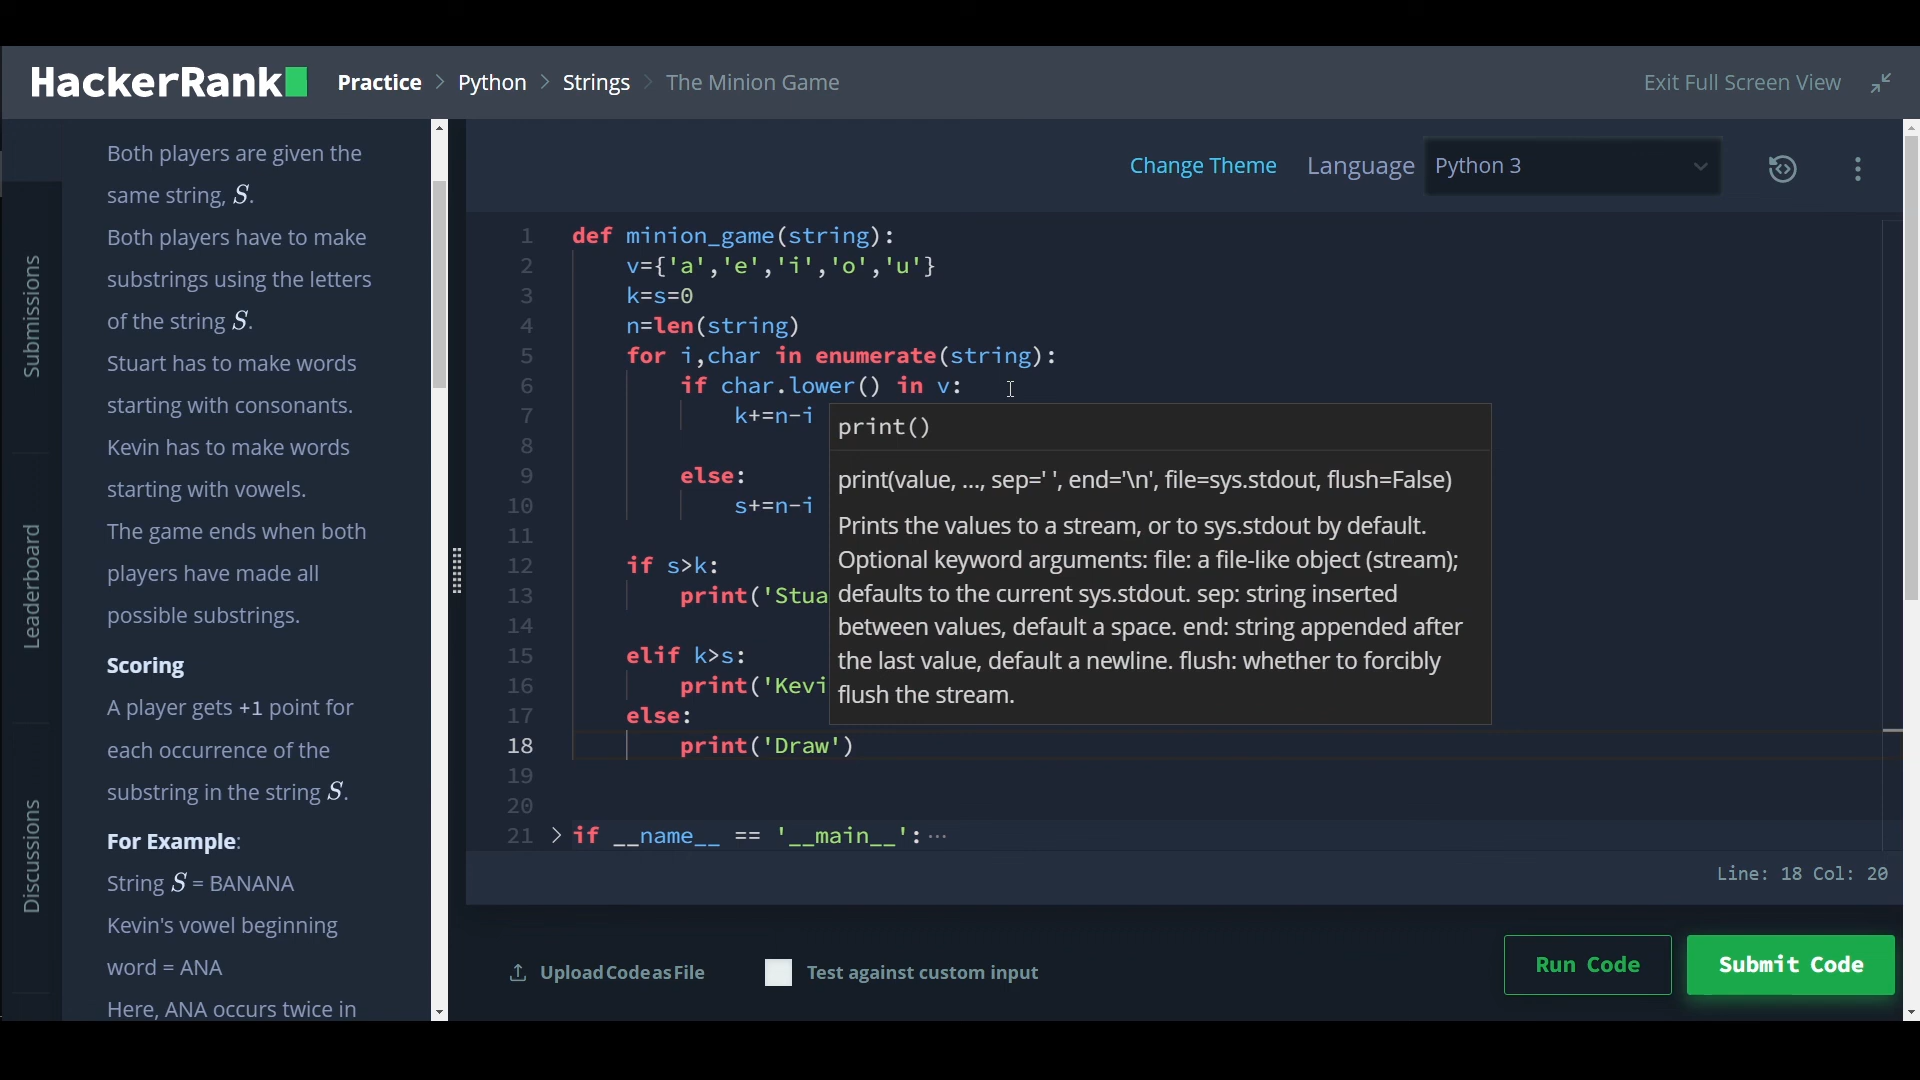 HackerRank
Practice > Python > Strings > The Minion Game
Exit Full Screen View
Submissions
Leaderboard
Discussions
Both players are given the
same string, S.
Both players have to make
substrings using the letters
of the string S.
Stuart has to make words
starting with consonants.
Kevin has to make words
starting with vowels.
The game ends when both
players have made all
possible substrings.
Scoring
A player gets +1 point for
each occurrence of the
substring in the string S.
For Example:
String S = BANANA
Kevin's vowel beginning
word = ANA
Here, ANA occurs twice in
Change Theme Language Python 3
1 def minion_game(string):
2 v={'a','e','i','o','u'}
3 k=s=0
4 n=len(string)
5 for i,char in enumerate(string):
6 if char.lower() in v:
7 k+=n-i
8
9 else:
10 s+=n-i
11
12 if s>k:
13 print('Stua
14
15 elif k>s:
16 print('Kevi
17 else:
18 print('Draw')
19
20
21 > if __name__ == '__main__':...
print()
print(value, ..., sep=' ', end='\n', file=sys.stdout, flush=False)
Prints the values to a stream, or to sys.stdout by default.
Optional keyword arguments: file: a file-like object (stream);
defaults to the current sys.stdout. sep: string inserted
between values, default a space. end: string appended after
the last value, default a newline. flush: whether to forcibly
flush the stream.
Line: 18 Col: 20
Upload Code as File
Test against custom input
Run Code
Submit Code